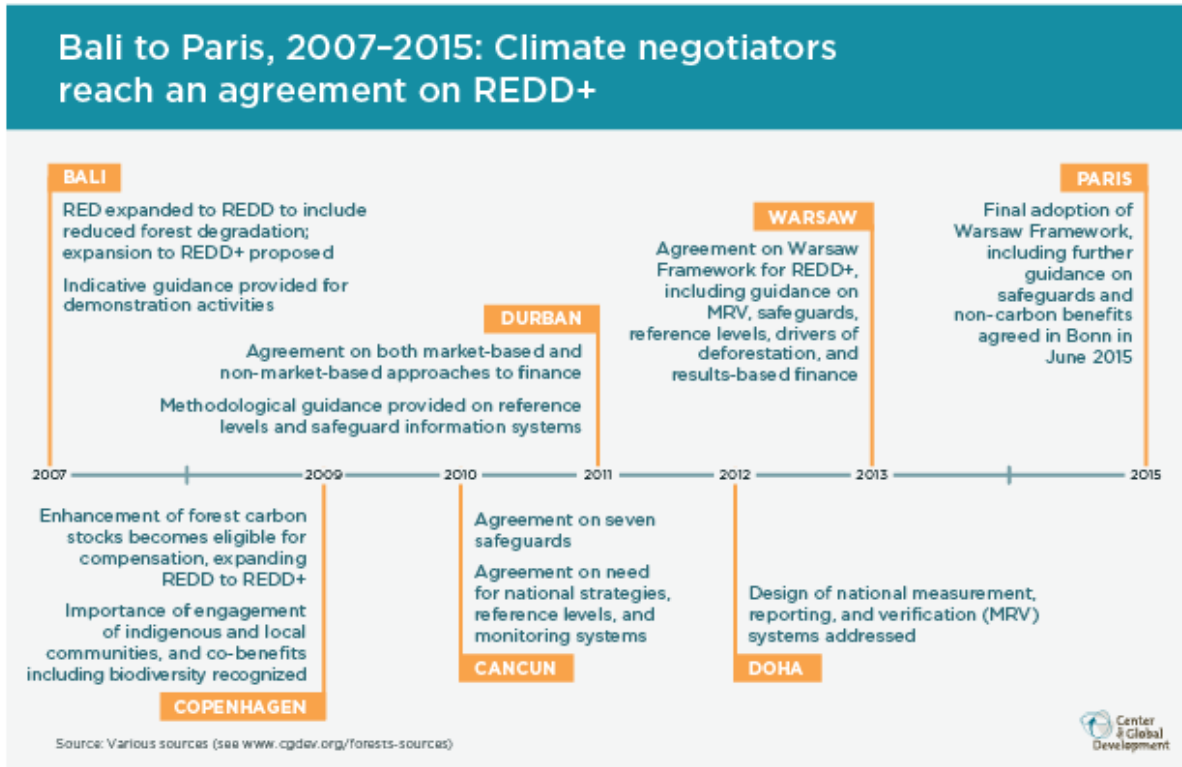 Bali to Paris, 2007–2015: Climate negotiators
reach an agreement on REDD+
BALI
RED expanded to REDD to include
reduced forest degradation;
expansion to REDD+ proposed
Indicative guidance provided for
demonstration activities
DURBAN
Agreement on both market-based and
non-market-based approaches to finance
Methodological guidance provided on reference
levels and safeguard information systems
WARSAW
Agreement on Warsaw
Framework for REDD+,
including guidance on
MRV, safeguards,
reference levels, drivers of
deforestation, and
results-based finance
PARIS
Final adoption of
Warsaw Framework,
including further
guidance on
safeguards and
non-carbon benefits
agreed in Bonn in
June 2015
2007
2009
2010
2011
2012
2013
2015
Enhancement of forest carbon
stocks becomes eligible for
compensation, expanding
REDD to REDD+
Importance of engagement
of indigenous and local
communities, and co-benefits
including biodiversity recognized
COPENHAGEN
Agreement on seven
safeguards
Agreement on need
for national strategies,
reference levels, and
monitoring systems
CANCUN
Design of national measurement,
reporting, and verification (MRV)
systems addressed
DOHA
Source: Various sources (see www.cgdev.org/forests-sources)
Center
for Global
Development